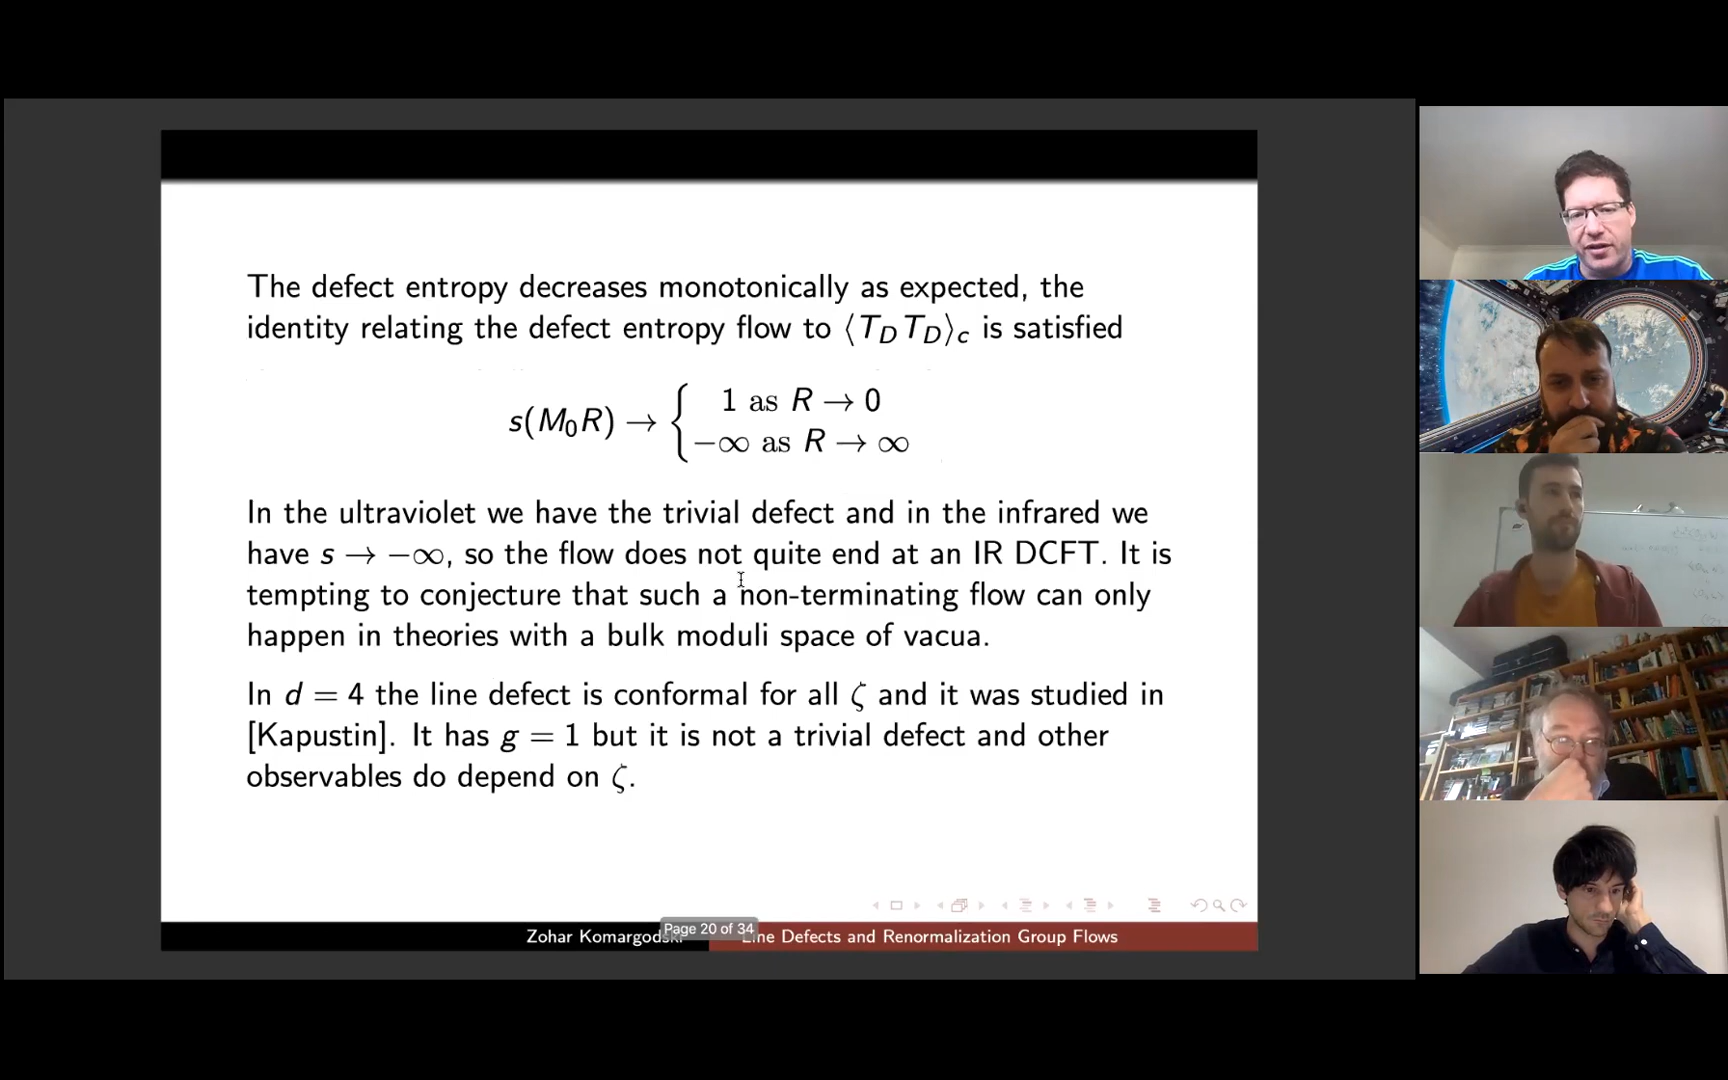 The defect entropy decreases monotonically as expected, the
identity relating the defect entropy flow to ⟨T_D T_D⟩_c is satisfied
s(M₀R) → { 1 as R → 0
−∞ as R → ∞
In the ultraviolet we have the trivial defect and in the infrared we
have s → −∞, so the flow does not quite end at an IR DCFT. It is
tempting to conjecture that such a non-terminating flow can only
happen in theories with a bulk moduli space of vacua.
In d = 4 the line defect is conformal for all ζ and it was studied in
[Kapustin]. It has g = 1 but it is not a trivial defect and other
observables do depend on ζ.
Page 20 of 34
Zohar Komargodski
Line Defects and Renormalization Group Flows